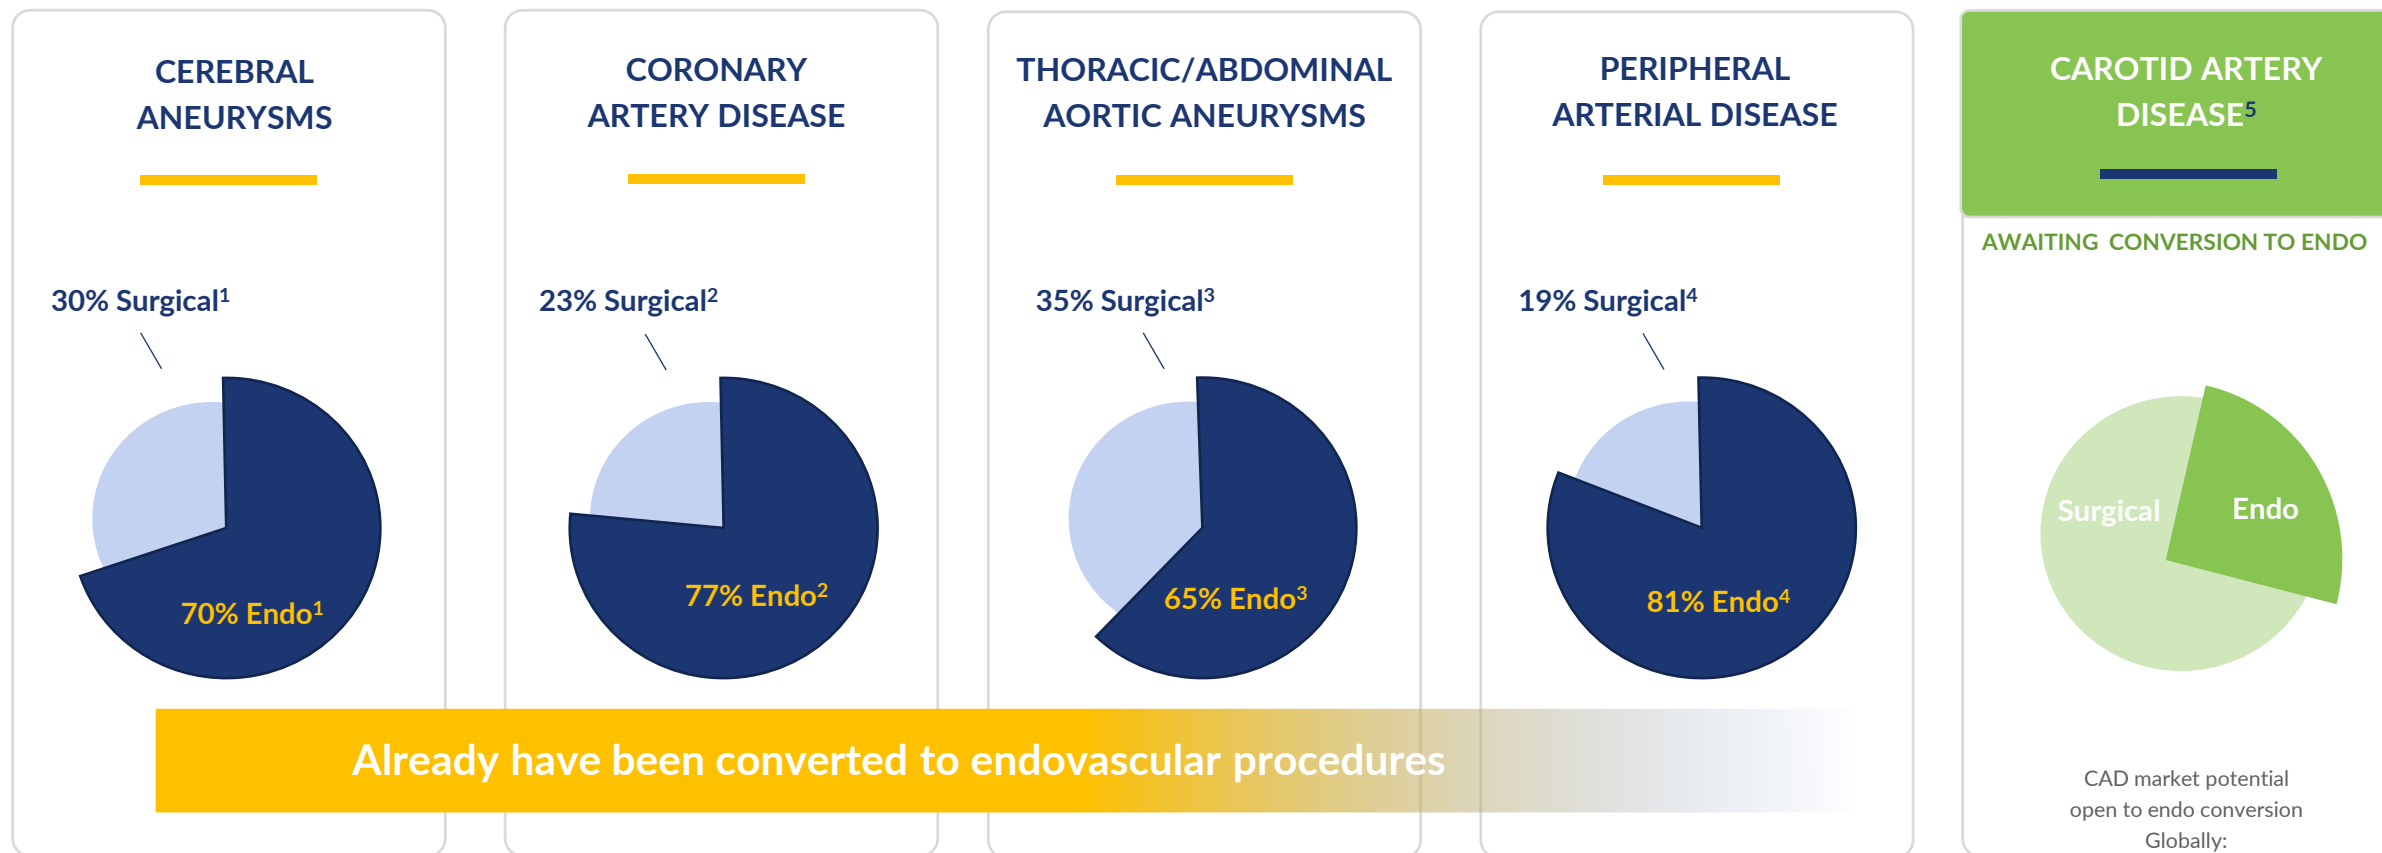 CEREBRAL
ANEURYSMS
30% Surgical¹
70% Endo¹
CORONARY
ARTERY DISEASE
23% Surgical²
77% Endo²
THORACIC/ABDOMINAL
AORTIC ANEURYSMS
35% Surgical³
65% Endo³
PERIPHERAL
ARTERIAL DISEASE
19% Surgical⁴
81% Endo⁴
Already have been converted to endovascular procedures
CAROTID ARTERY
DISEASE⁵
AWAITING CONVERSION TO ENDO
Surgical
Endo
CAD market potential
open to endo conversion
Globally: